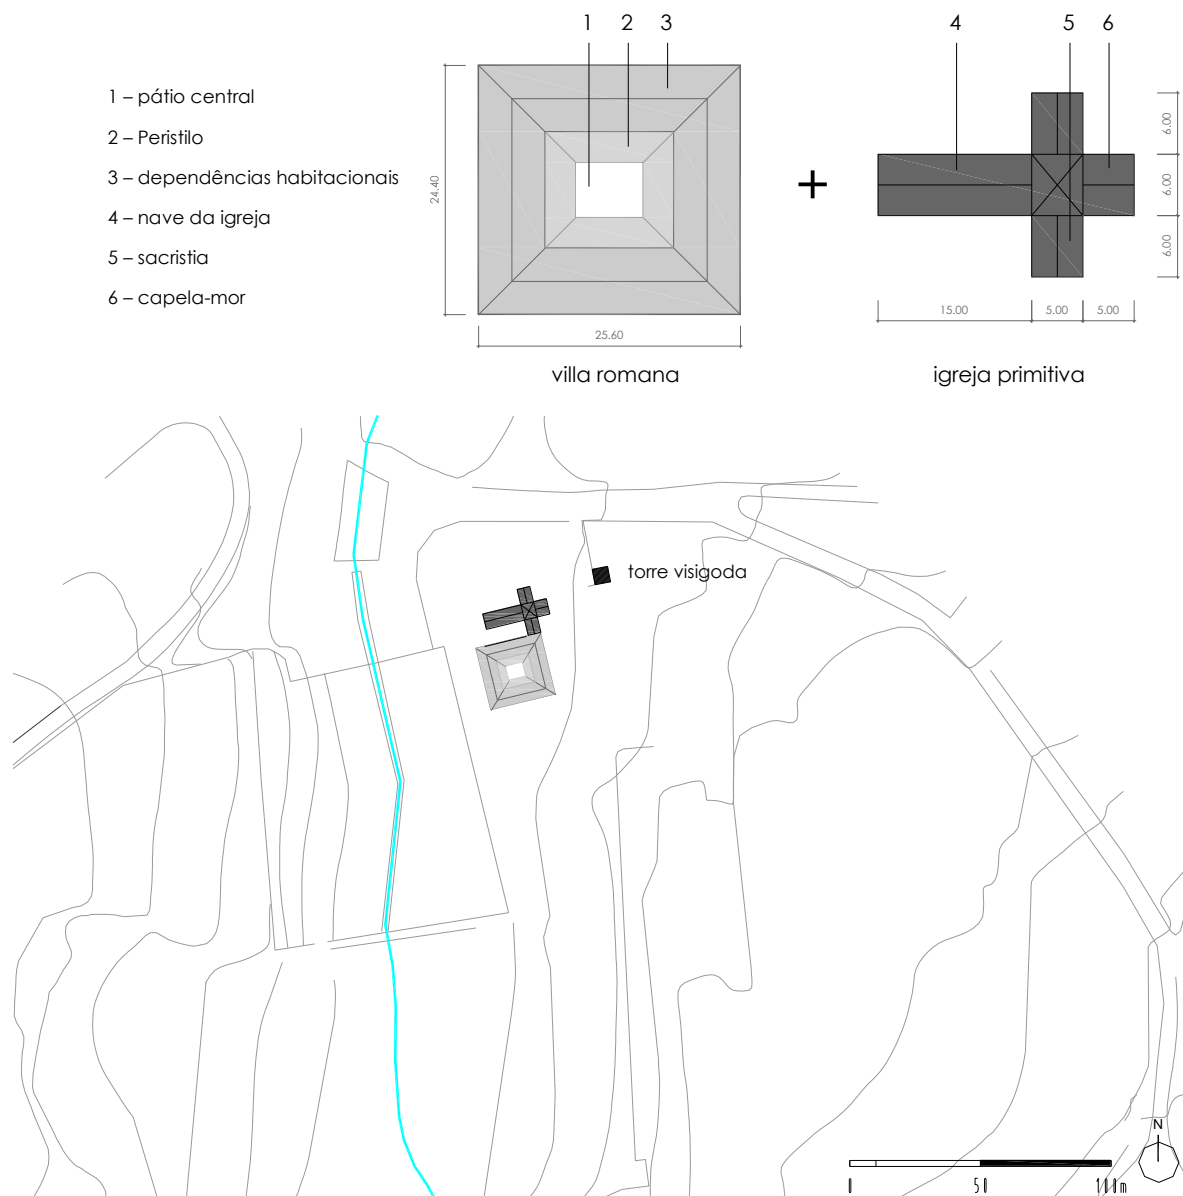 1 2 3 4 5 6
1 – pátio central
2 – Peristilo
3 – dependências habitacionais
4 – nave da igreja
5 – sacristia
6 – capela-mor
24.40
25.60
+
6.00
6.00
6.00
15.00 5.00 5.00
villa romana
igreja primitiva
torre visigoda
N
0 50 100m